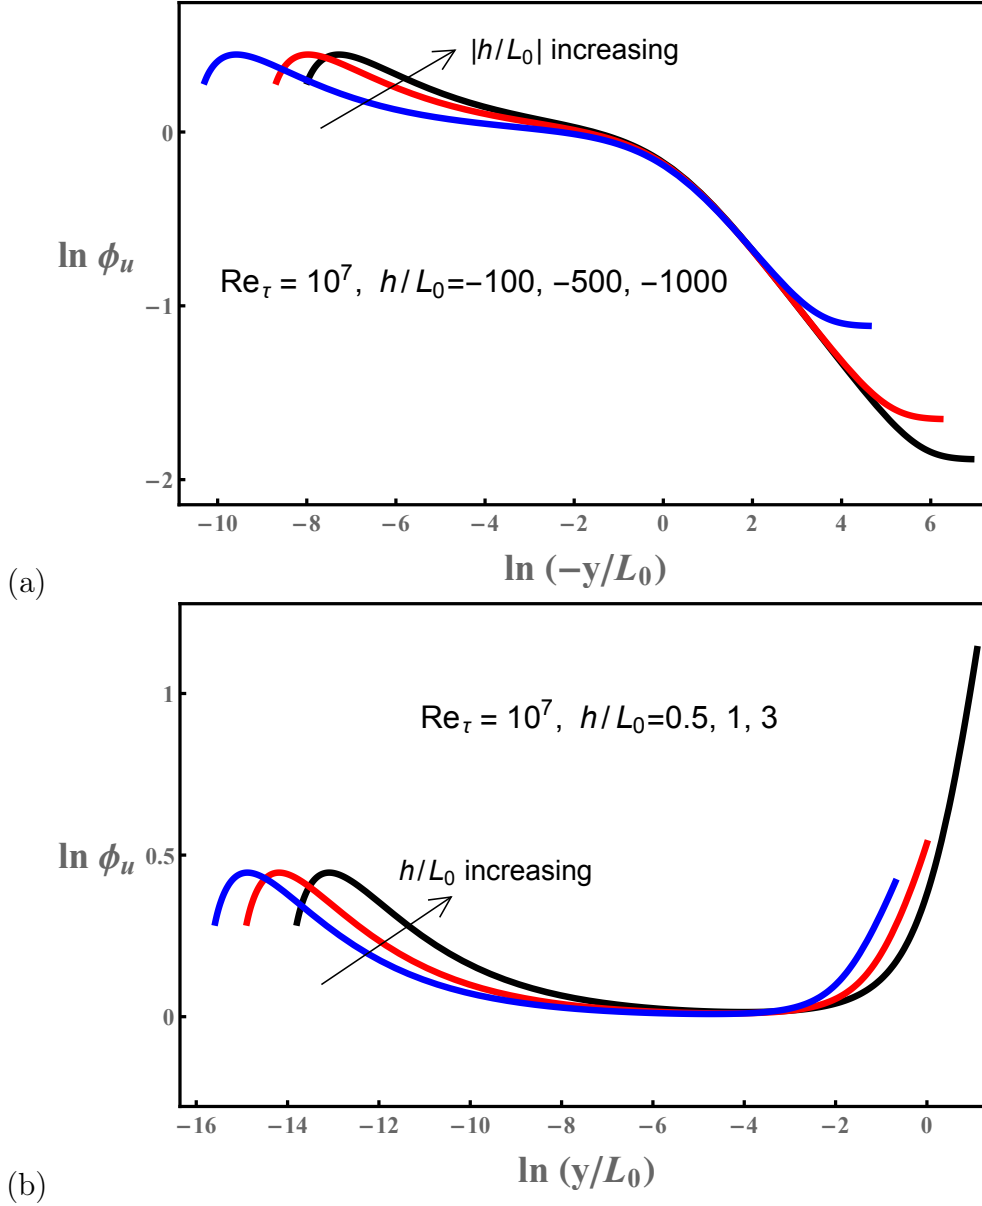 |h/L₀| increasing
0
ln ϕᵤ
Reτ = 10⁷, h/L₀=−100, −500, −1000
−1
−2
−10 −8 −6 −4 −2 0 2 4 6
ln (−y/L₀)
(a)
1
Reτ = 10⁷, h/L₀=0.5, 1, 3
ln ϕᵤ 0.5
h/L₀ increasing
0
−16 −14 −12 −10 −8 −6 −4 −2 0
ln (y/L₀)
(b)